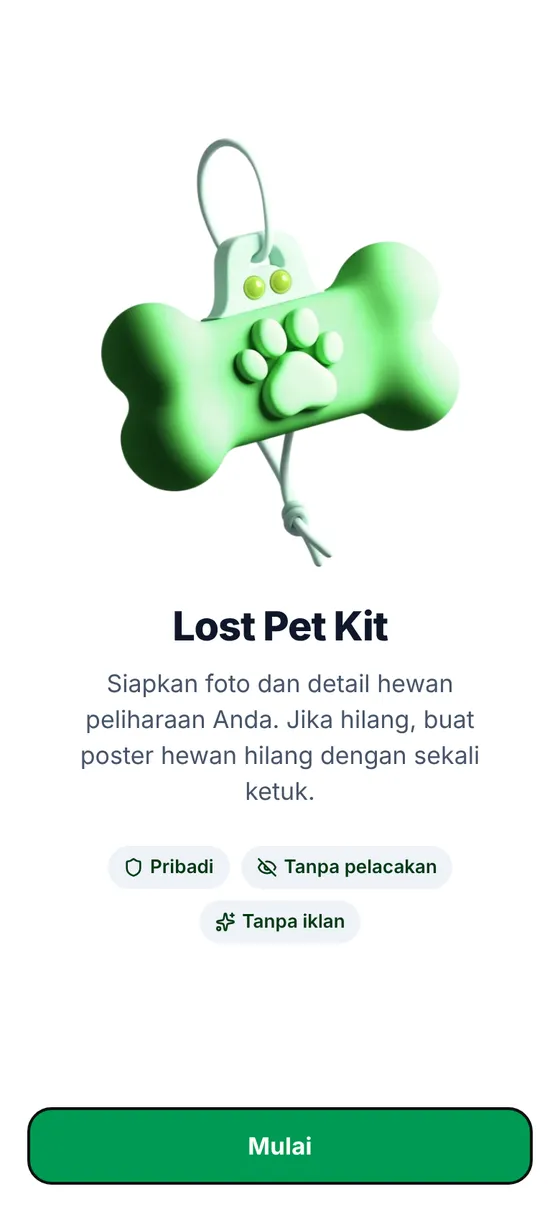 Lost Pet Kit
Siapkan foto dan detail hewan
peliharaan Anda. Jika hilang, buat
poster hewan hilang dengan sekali
ketuk.
Pribadi
Tanpa pelacakan
Tanpa iklan
Mulai